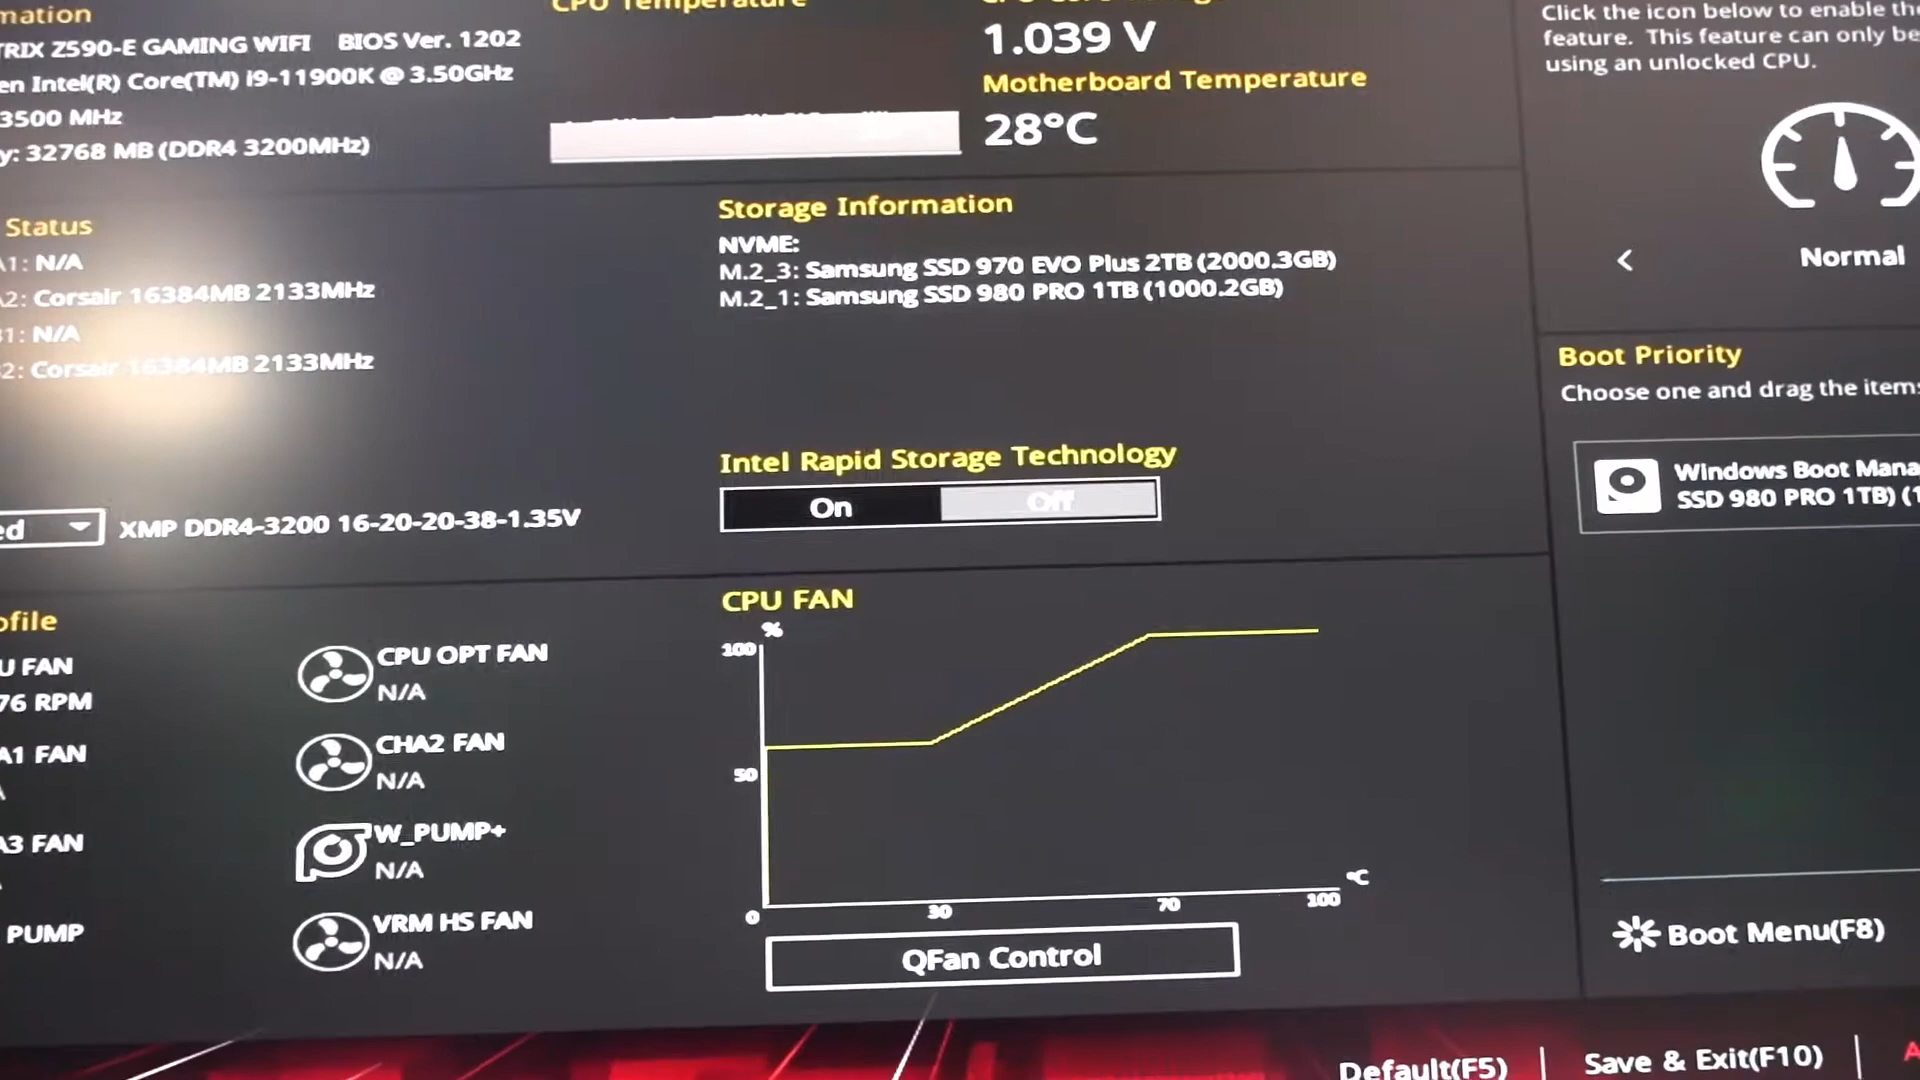 mation
TRIX Z590-E GAMING WIFI BIOS Ver. 1202
en Intel(R) Core(TM) i9-11900K @ 3.50GHz
3500 MHz
y: 32768 MB (DDR4 3200MHz)
CPU Temperature
1.039 V
Motherboard Temperature
28°C
Click the icon below to enable the
feature. This feature can only be
using an unlocked CPU.
Normal
Status
A1: N/A
A2: Corsair 16384MB 2133MHz
B1: N/A
2: Corsair 16384MB 2133MHz
Storage Information
NVME:
M.2_3: Samsung SSD 970 EVO Plus 2TB (2000.3GB)
M.2_1: Samsung SSD 980 PRO 1TB (1000.2GB)
Intel Rapid Storage Technology
On Off
ed XMP DDR4-3200 16-20-20-38-1.35V
Boot Priority
Choose one and drag the items
Windows Boot Mana
SSD 980 PRO 1TB) (1
Boot Menu(F8)
ofile
U FAN
76 RPM
A1 FAN
A3 FAN
PUMP
CPU OPT FAN
N/A
CHA2 FAN
N/A
W_PUMP+
N/A
VRM HS FAN
N/A
CPU FAN
%
100
50
0
30
70
100
°C
QFan Control
Default(F5)
Save & Exit(F10)
A